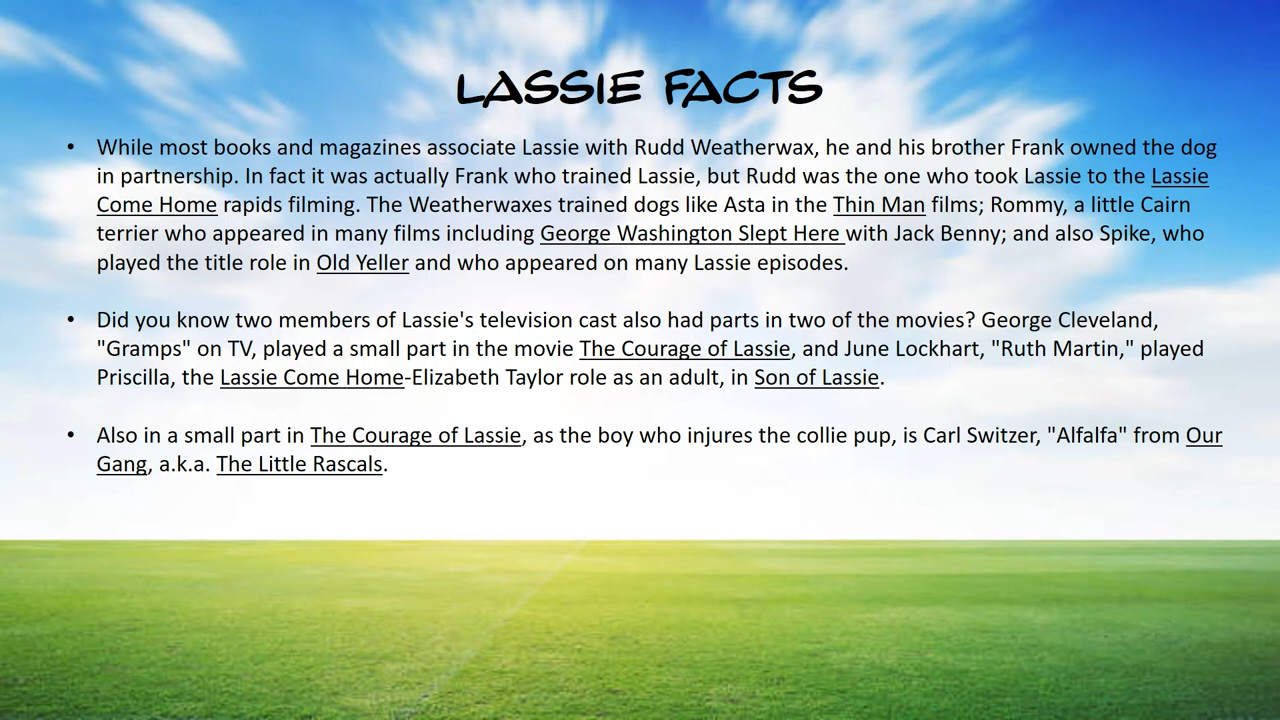 LASSIE FACTS
• While most books and magazines associate Lassie with Rudd Weatherwax, he and his brother Frank owned the dog
in partnership. In fact it was actually Frank who trained Lassie, but Rudd was the one who took Lassie to the Lassie
Come Home rapids filming. The Weatherwaxes trained dogs like Asta in the Thin Man films; Rommy, a little Cairn
terrier who appeared in many films including George Washington Slept Here with Jack Benny; and also Spike, who
played the title role in Old Yeller and who appeared on many Lassie episodes.
• Did you know two members of Lassie's television cast also had parts in two of the movies? George Cleveland,
"Gramps" on TV, played a small part in the movie The Courage of Lassie, and June Lockhart, "Ruth Martin," played
Priscilla, the Lassie Come Home-Elizabeth Taylor role as an adult, in Son of Lassie.
• Also in a small part in The Courage of Lassie, as the boy who injures the collie pup, is Carl Switzer, "Alfalfa" from Our
Gang, a.k.a. The Little Rascals.